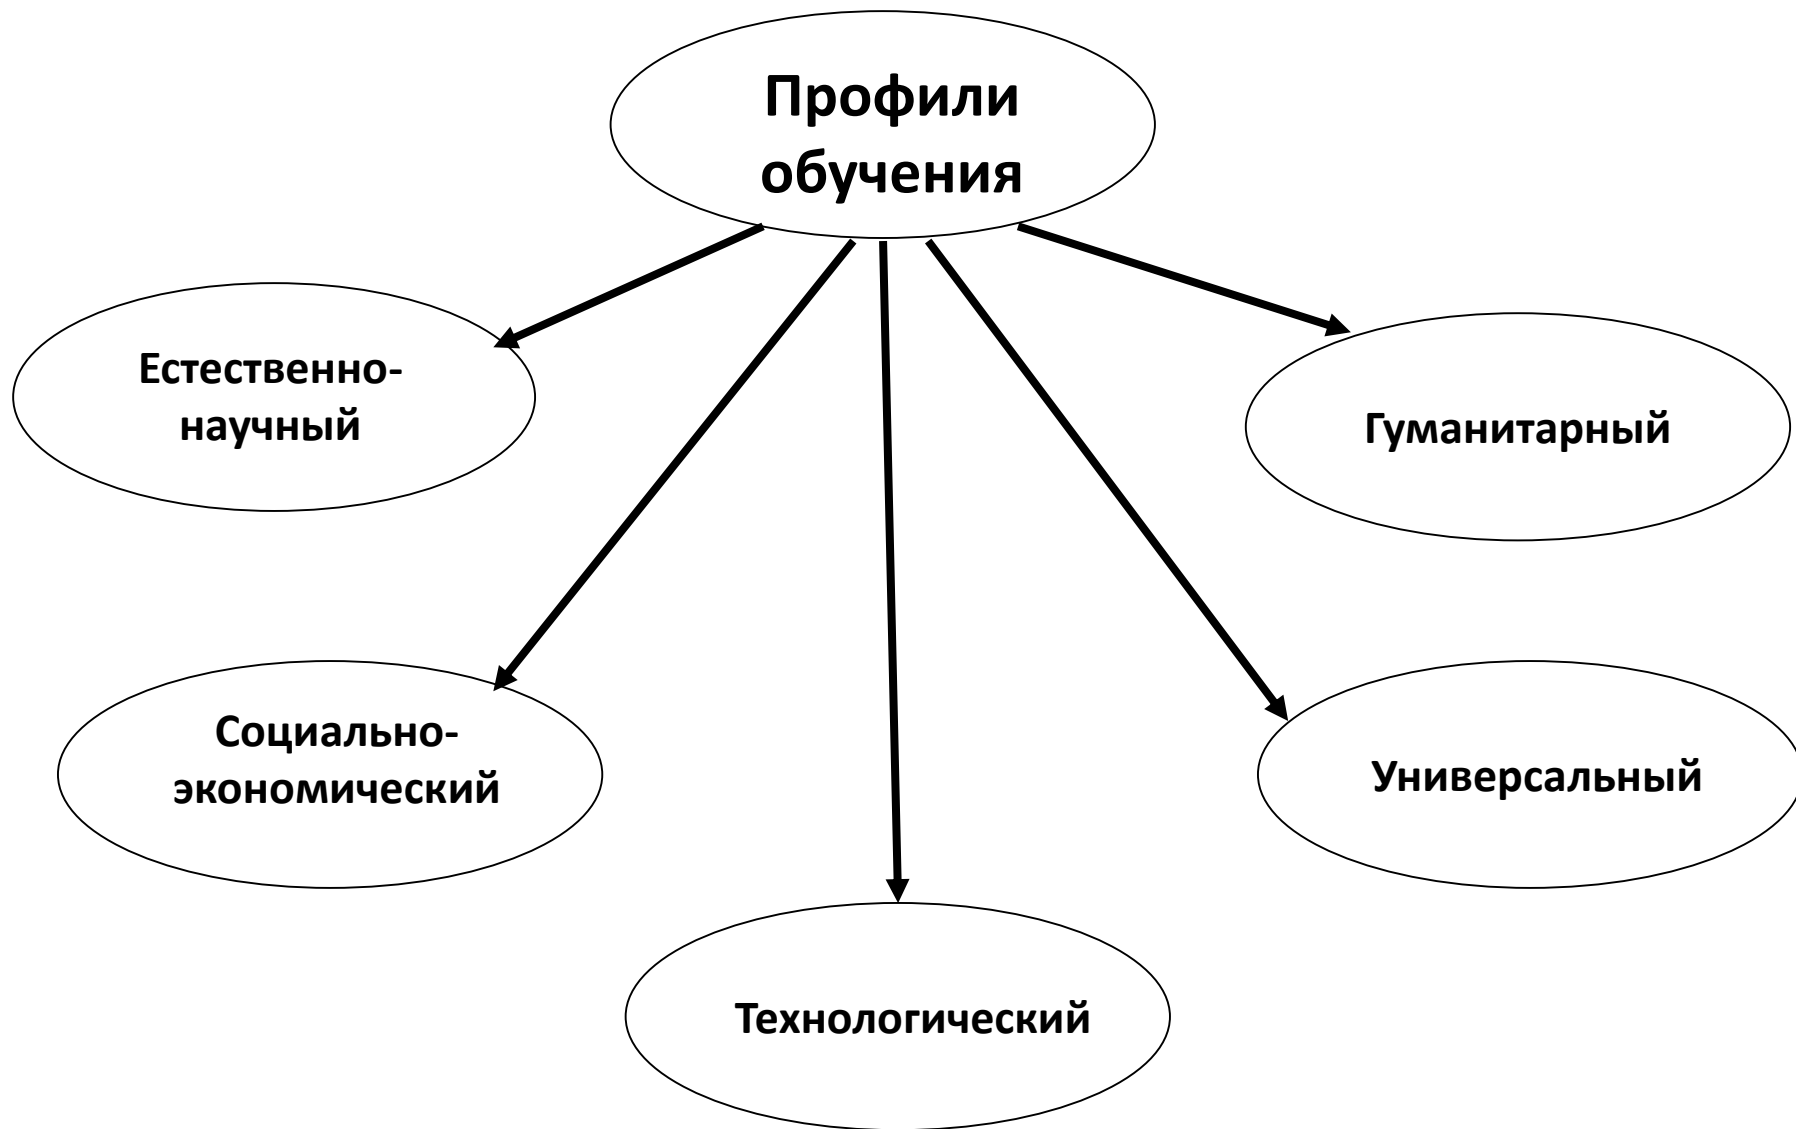 Профили
обучения
Естественно-
научный
Гуманитарный
Социально-
экономический
Универсальный
Технологический